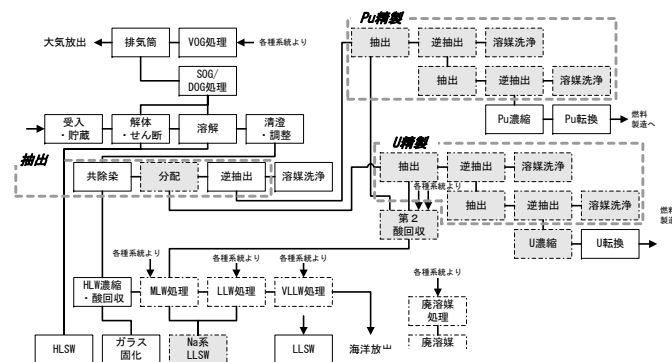 Pu精製
大気放出
排気筒
VOG処理
各種系統より
抽出
逆抽出
溶媒洗浄
SOG/
DOG処理
抽出
逆抽出
溶媒洗浄
受入
・貯蔵
解体
・せん断
溶解
清澄
・調整
Pu濃縮
Pu転換
燃料
製造へ
抽出
U精製
共除染
分配
逆抽出
溶媒洗浄
抽出
逆抽出
溶媒洗浄
各種系統より
第2
酸回収
抽出
逆抽出
溶媒洗浄
燃料
製造
U濃縮
U転換
各種系統より
各種系統より
各種系統より
各種系統より
HLW濃縮
・酸回収
MLW処理
LLW処理
VLLW処理
廃溶媒
処理
HLSW
ガラス
固化
Na系
LLSW
LLSW
海洋放出
廃溶媒